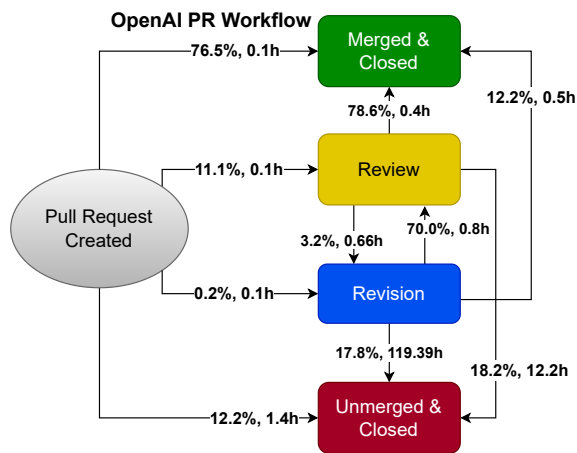 OpenAI PR Workflow
Merged &
Closed
76.5%, 0.1h
12.2%, 0.5h
78.6%, 0.4h
Review
11.1%, 0.1h
Pull Request
Created
3.2%, 0.66h
70.0%, 0.8h
Revision
0.2%, 0.1h
17.8%, 119.39h
18.2%, 12.2h
Unmerged &
Closed
12.2%, 1.4h